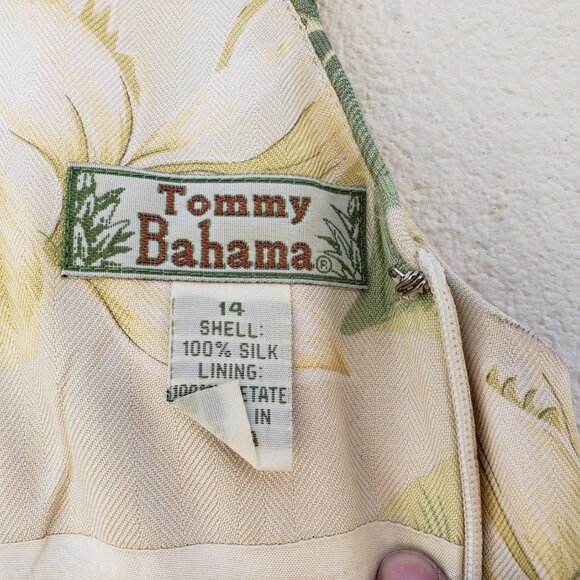 Tommy
Bahama®
14
SHELL:
100% SILK
LINING:
IN